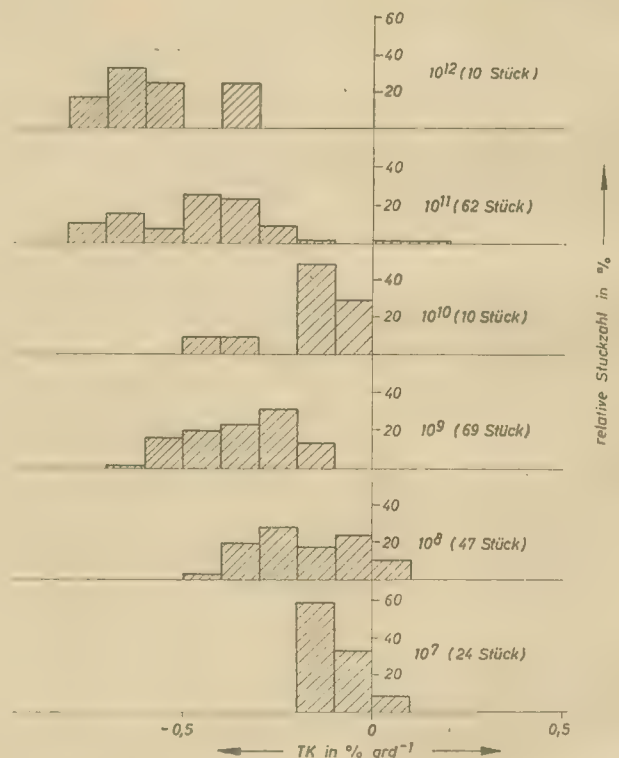 60
40
20
10¹² (10 Stück)
40
20
10¹¹ (62 Stück)
40
20
10¹⁰ (10 Stück)
40
20
10⁹ (69 Stück)
40
20
10⁸ (47 Stück)
60
40
20
10⁷ (24 Stück)
-0,5
0
0,5
TK in % grd⁻¹
relative Stuckzahl in %